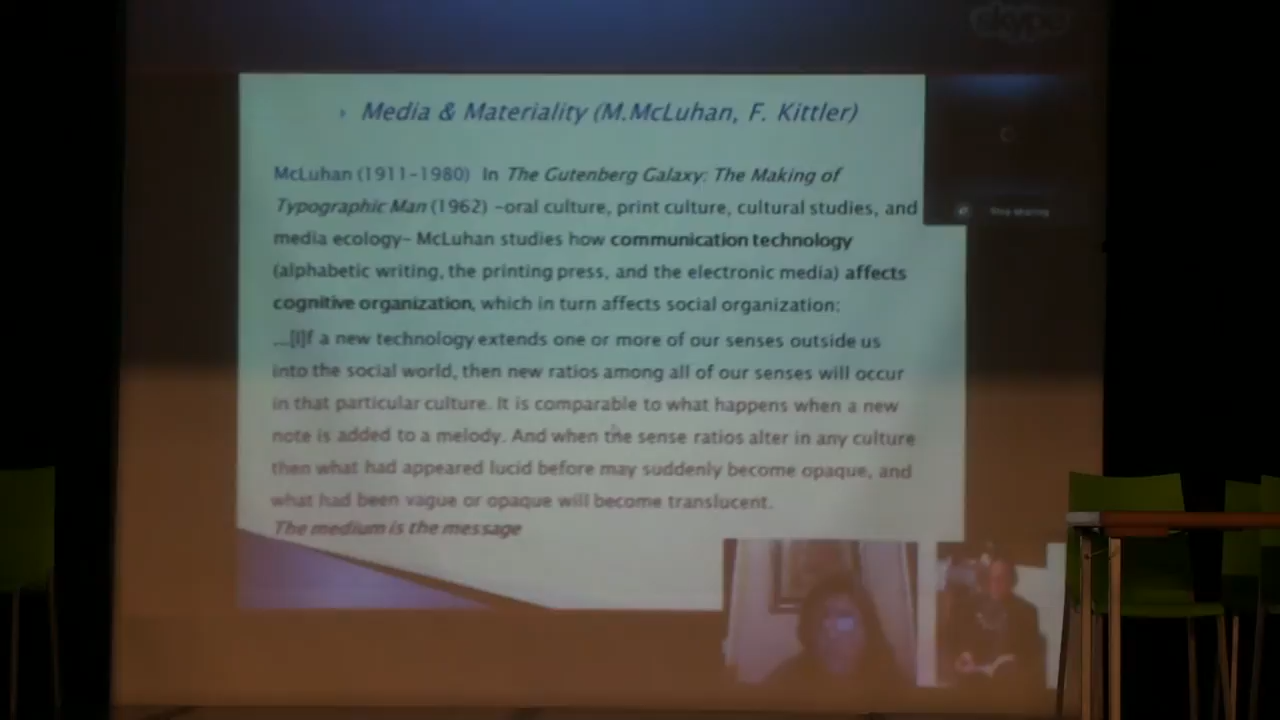 skype
Media & Materiality (M.McLuhan, F. Kittler)
McLuhan (1911-1980) In The Gutenberg Galaxy: The Making of
Typographic Man (1962) -oral culture, print culture, cultural studies, and
media ecology- McLuhan studies how communication technology
(alphabetic writing, the printing press, and the electronic media) affects
cognitive organization, which in turn affects social organization:
...[I]f a new technology extends one or more of our senses outside us
into the social world, then new ratios among all of our senses will occur
in that particular culture. It is comparable to what happens when a new
note is added to a melody. And when the sense ratios alter in any culture
then what had appeared lucid before may suddenly become opaque, and
what had been vague or opaque will become translucent.
The medium is the message
Stop sharing